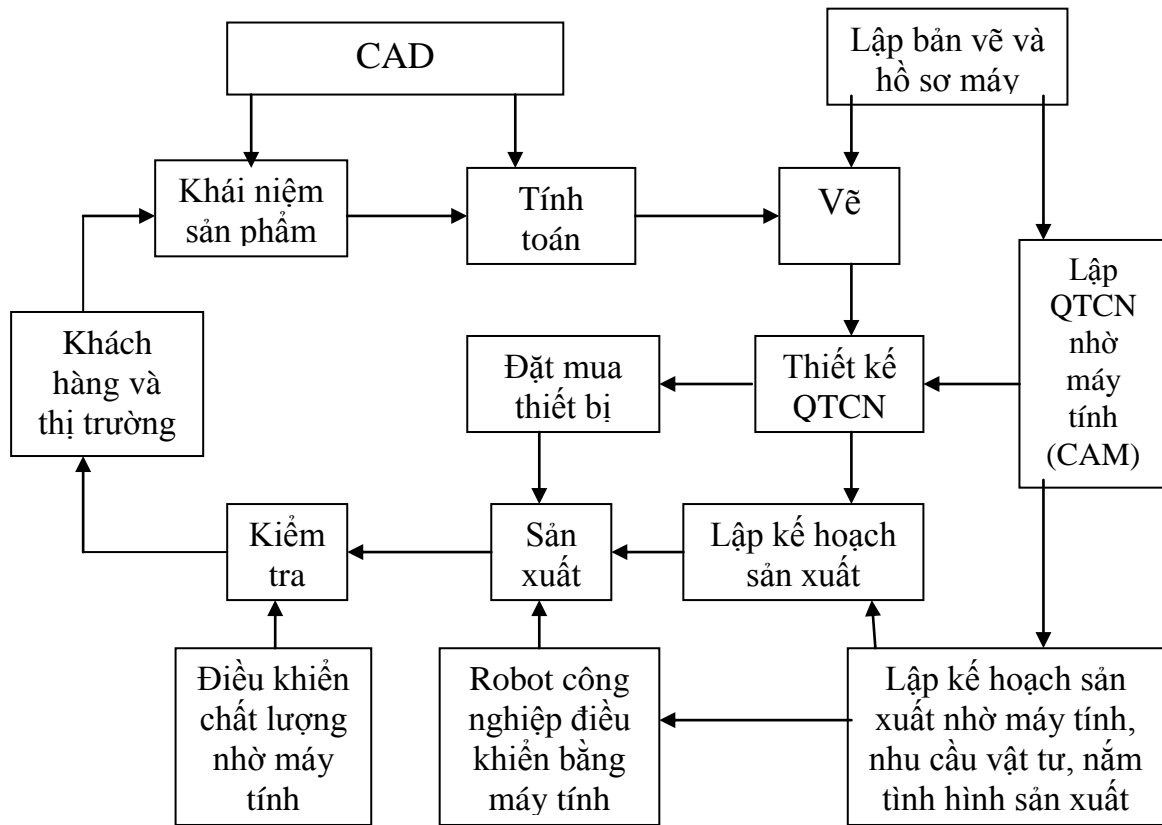 CAD
Lập bản vẽ và
hồ sơ máy
Khái niệm
sản phẩm
Tính
toán
Vẽ
Lập
QTCN
nhờ
máy
tính
(CAM)
Khách
hàng và
thị trường
Đặt mua
thiết bị
Thiết kế
QTCN
Kiểm
tra
Sản
xuất
Lập kế hoạch
sản xuất
Điều khiển
chất lượng
nhờ máy
tính
Robot công
nghiệp điều
khiển bằng
máy tính
Lập kế hoạch sản
xuất nhờ máy tính,
nhu cầu vật tư, nắm
tình hình sản xuất